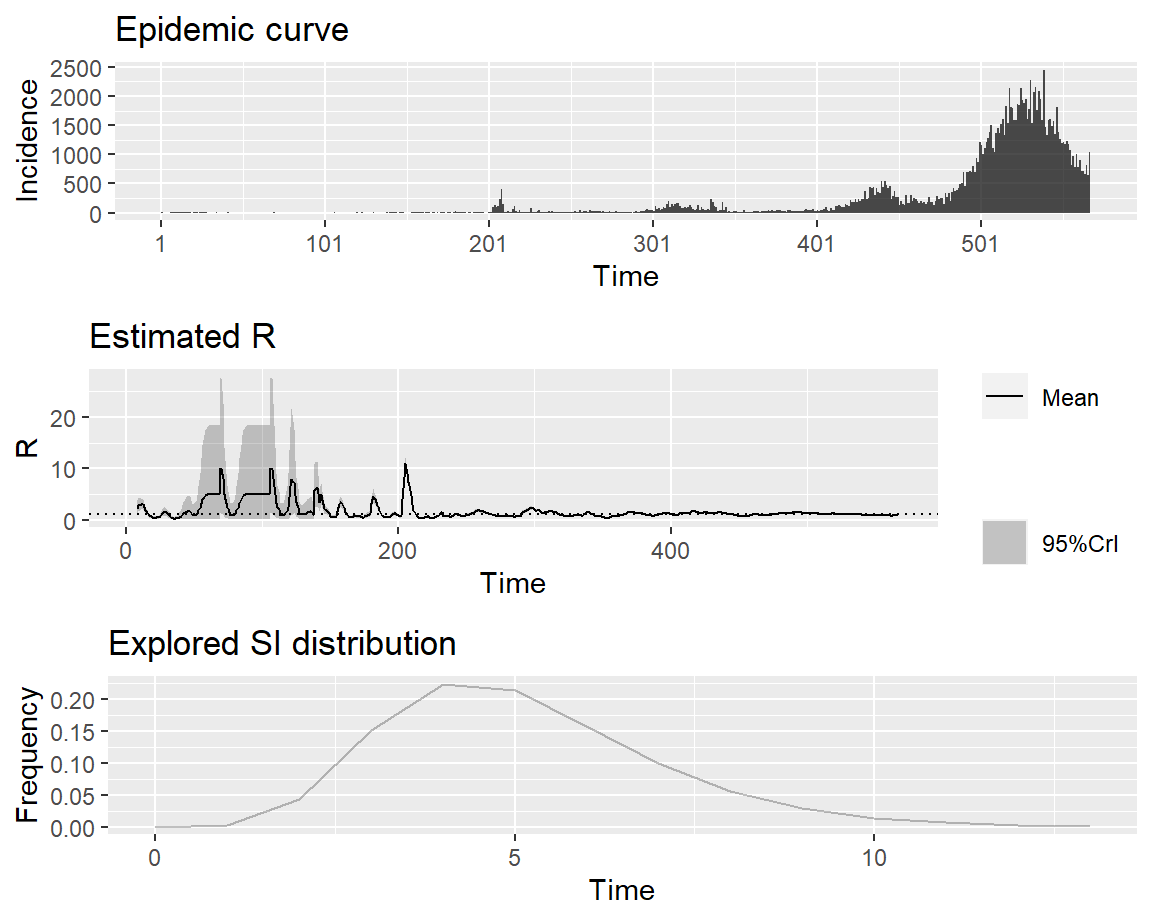 Epidemic curve
Incidence
2500
2000
1500
1000
500
0
1 101 201 301 401 501
Time
Estimated R
R
20
10
0
0 200 400
Time
Mean
95%CrI
Explored SI distribution
Frequency
0.20
0.15
0.10
0.05
0.00
0 5 10
Time